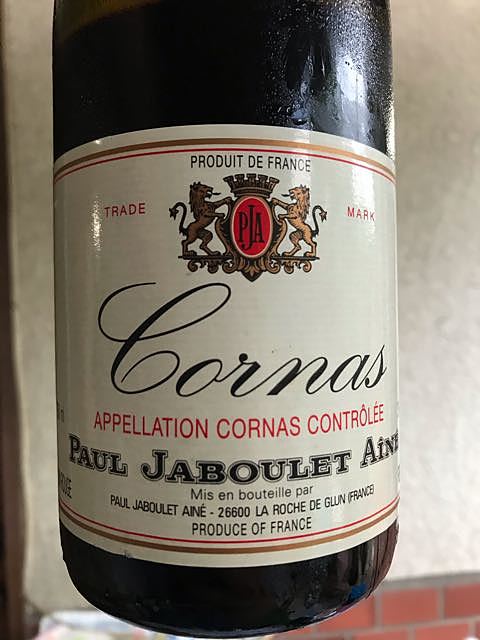 PRODUIT DE FRANCE
TRADE MARK
PJA
Cornas
APPELLATION CORNAS CONTRÔLÉE
PAUL JABOULET AÎNÉ
Mis en bouteille par
PAUL JABOULET AINÉ - 26600 LA ROCHE DE GLUN (FRANCE)
PRODUCE OF FRANCE